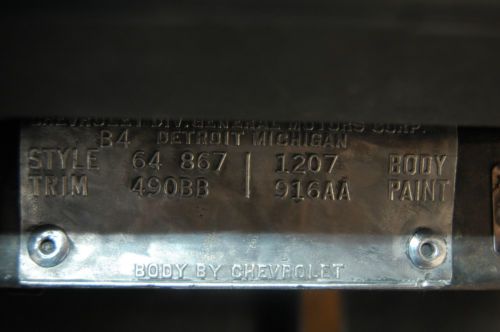 CHEVROLET DIV. GENERAL MOTORS CORP.
B4 DETROIT MICHIGAN
STYLE 64 867 | 1207 BODY
TRIM 490BB | 916AA PAINT
BODY BY CHEVROLET